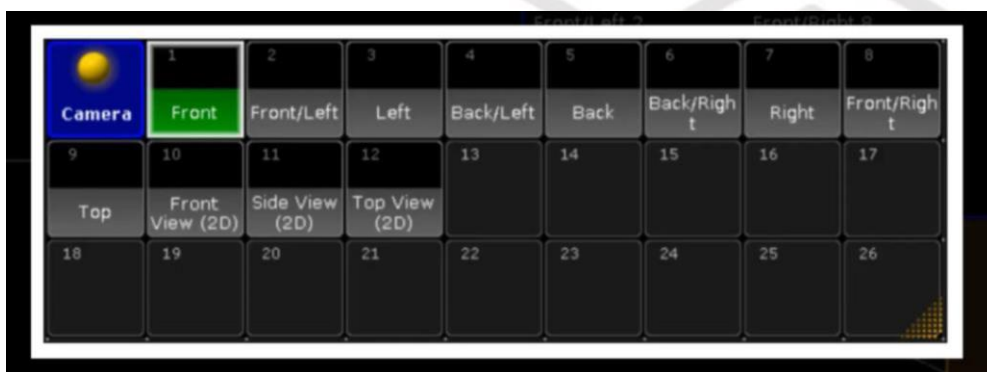 Front/Left 2 Front/Right 8
1 2 3 4 5 6 7 8
Camera Front Front/Left Left Back/Left Back Back/Righ
t Right Front/Righ
t
9 10 11 12 13 14 15 16 17
Top Front
View (2D) Side View
(2D) Top View
(2D)
18 19 20 21 22 23 24 25 26